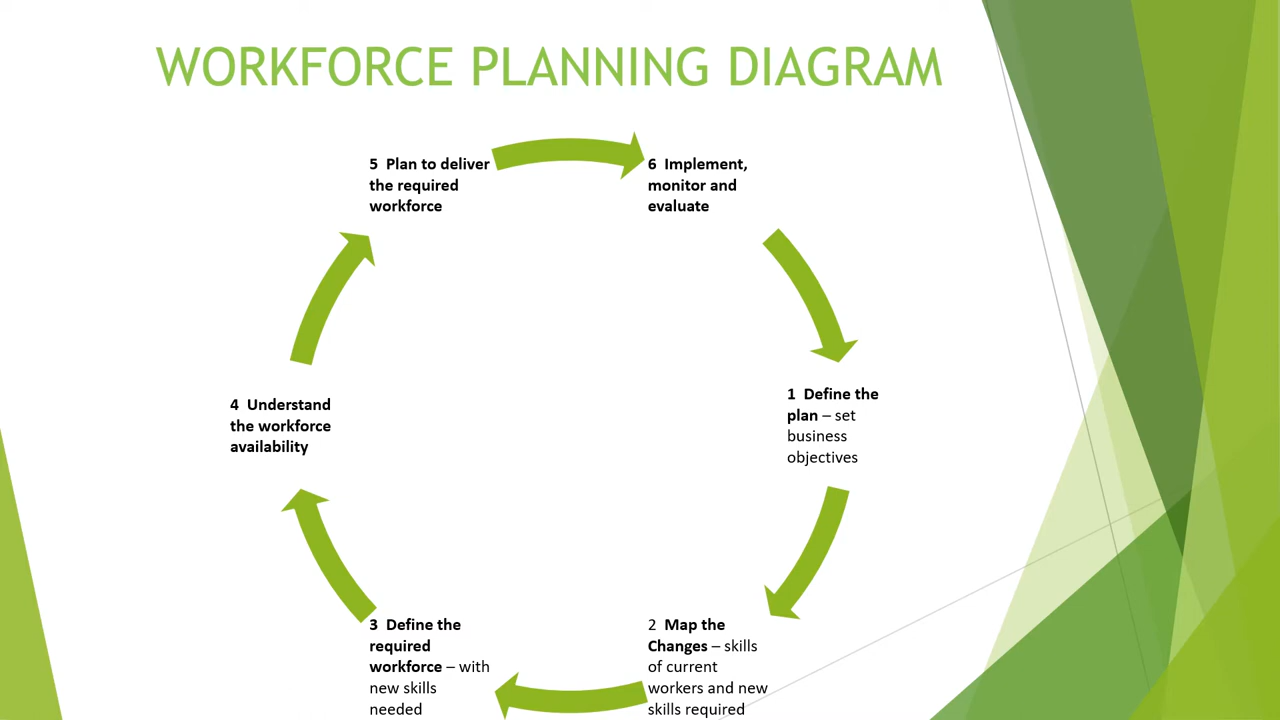 WORKFORCE PLANNING DIAGRAM
5 Plan to deliver
the required
workforce
6 Implement,
monitor and
evaluate
1 Define the
plan – set
business
objectives
2 Map the
Changes – skills
of current
workers and new
skills required
3 Define the
required
workforce – with
new skills
needed
4 Understand
the workforce
availability